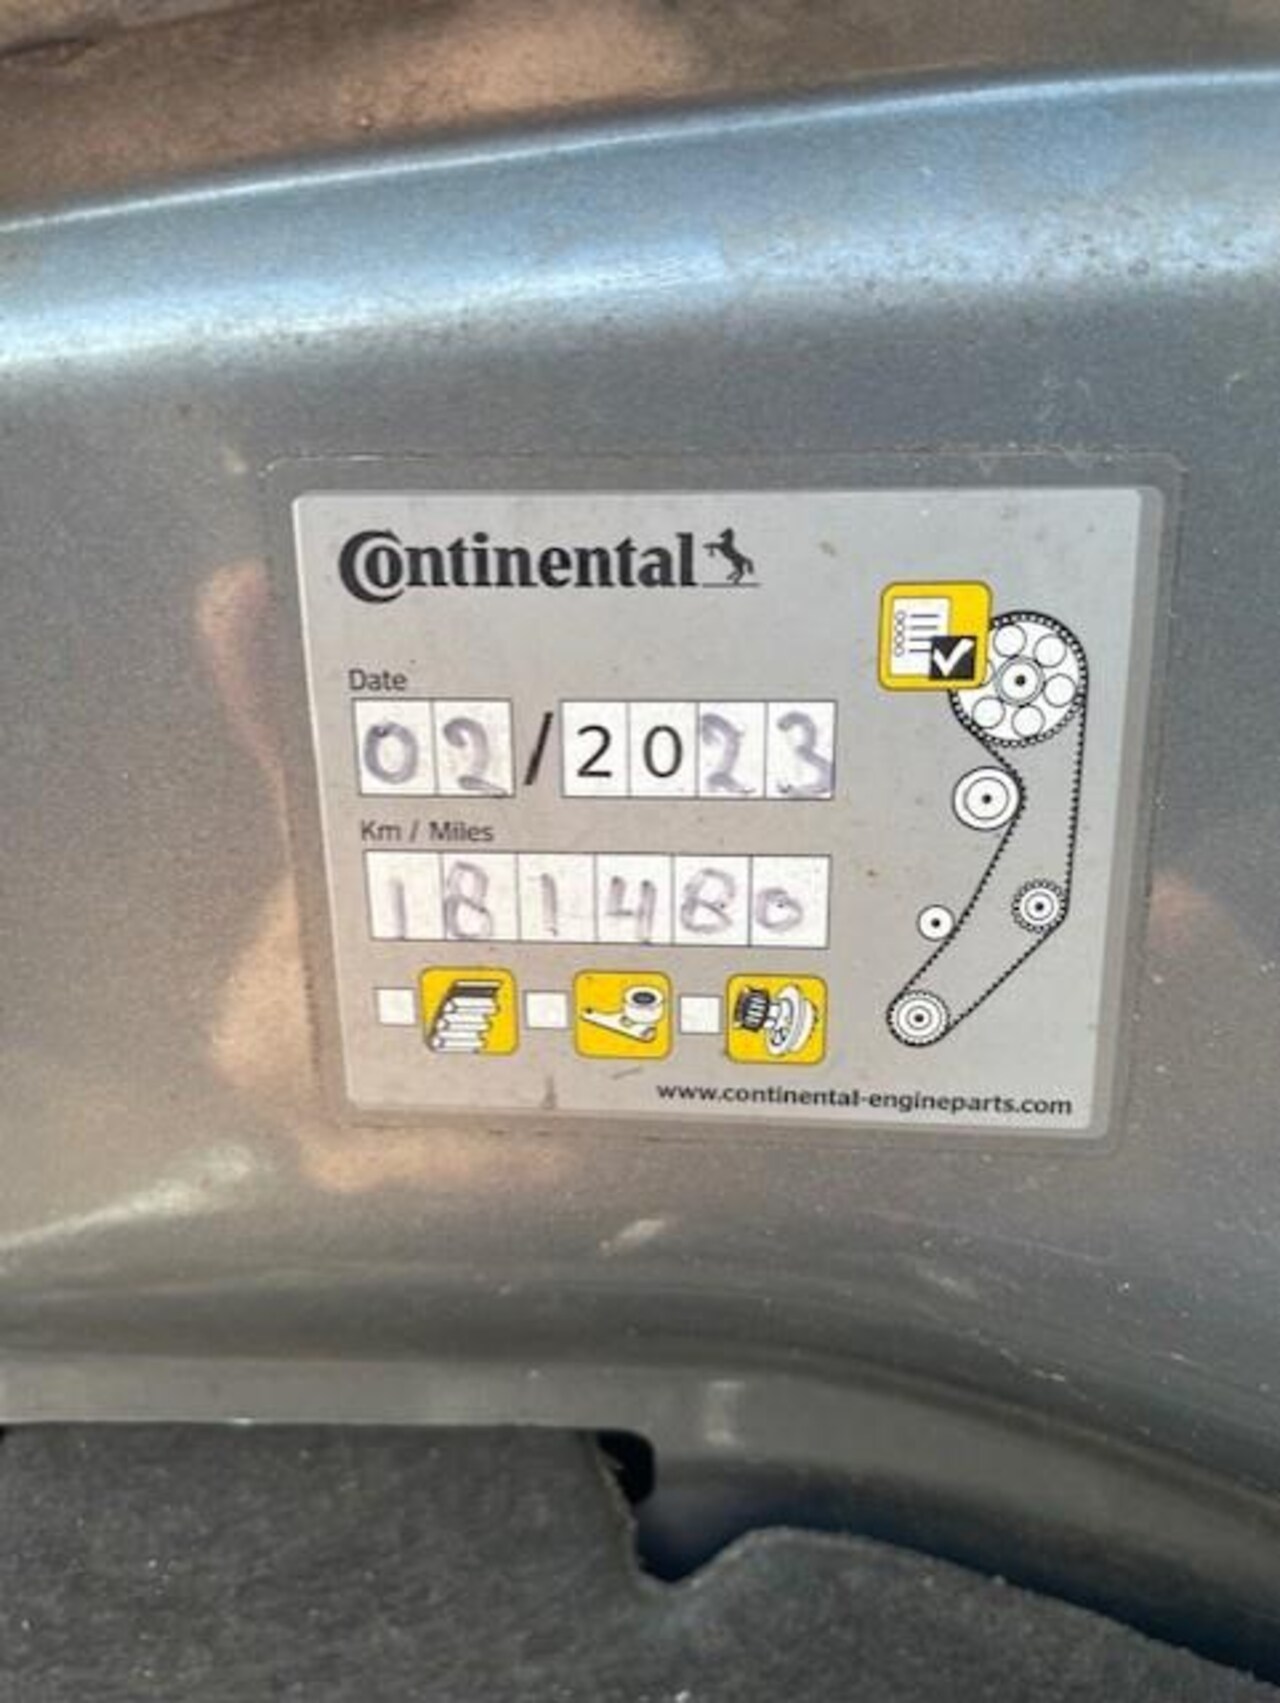 Continental
Date
02/2023
Km / Miles
181480
www.continental-engineparts.com